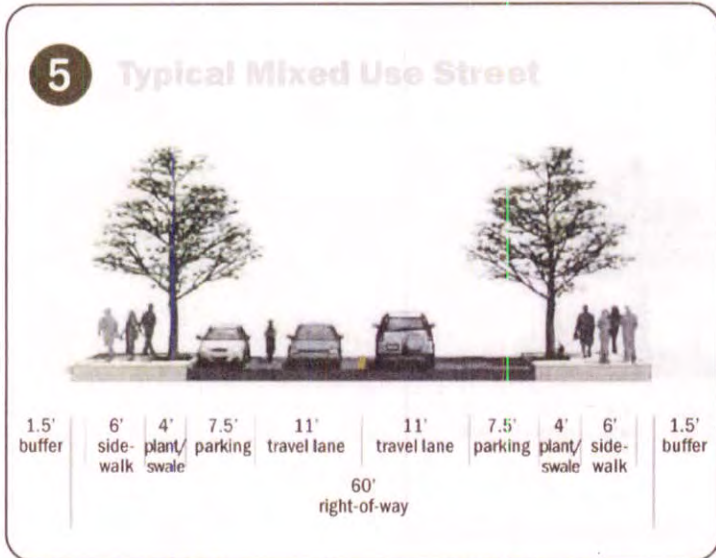 5 Typical Mixed Use Street
1.5' 6' 4' 7.5' 11' 11' 7.5' 4' 6' 1.5'
buffer side- plant/ parking travel lane travel lane parking plant/ side- buffer
walk swale swale walk
60'
right-of-way